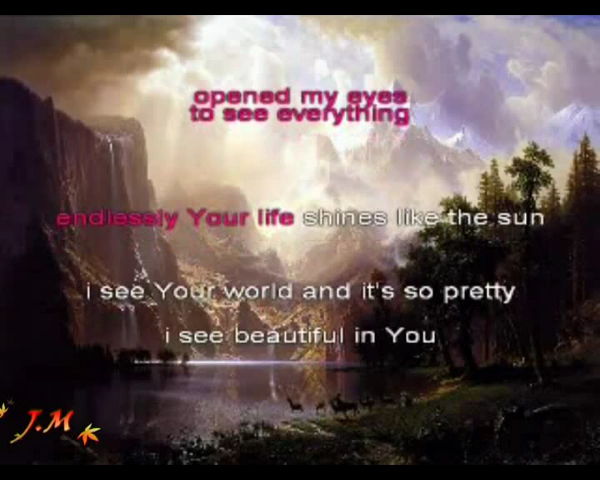 opened my eyes
to see everything
endlessly Your life shines like the sun
i see Your world and it's so pretty
i see beautiful in You
J.M